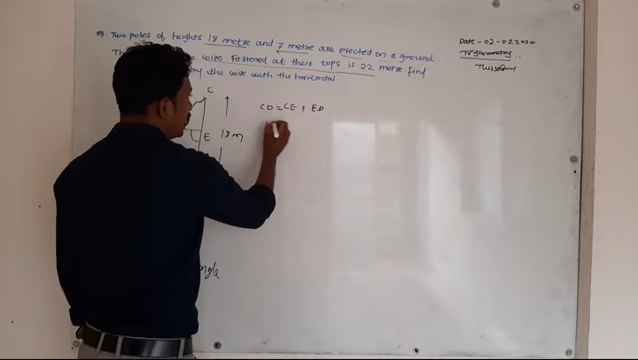 Q) Two poles of heights 18 metre and 7 metre are erected on a ground
wire fastened at their tops is 22 metre find
the wire with the horizontal.
Date - 02-07-2020
Trigonometry
Thursday
C
CD = CE + ED
E 18 m
ngle